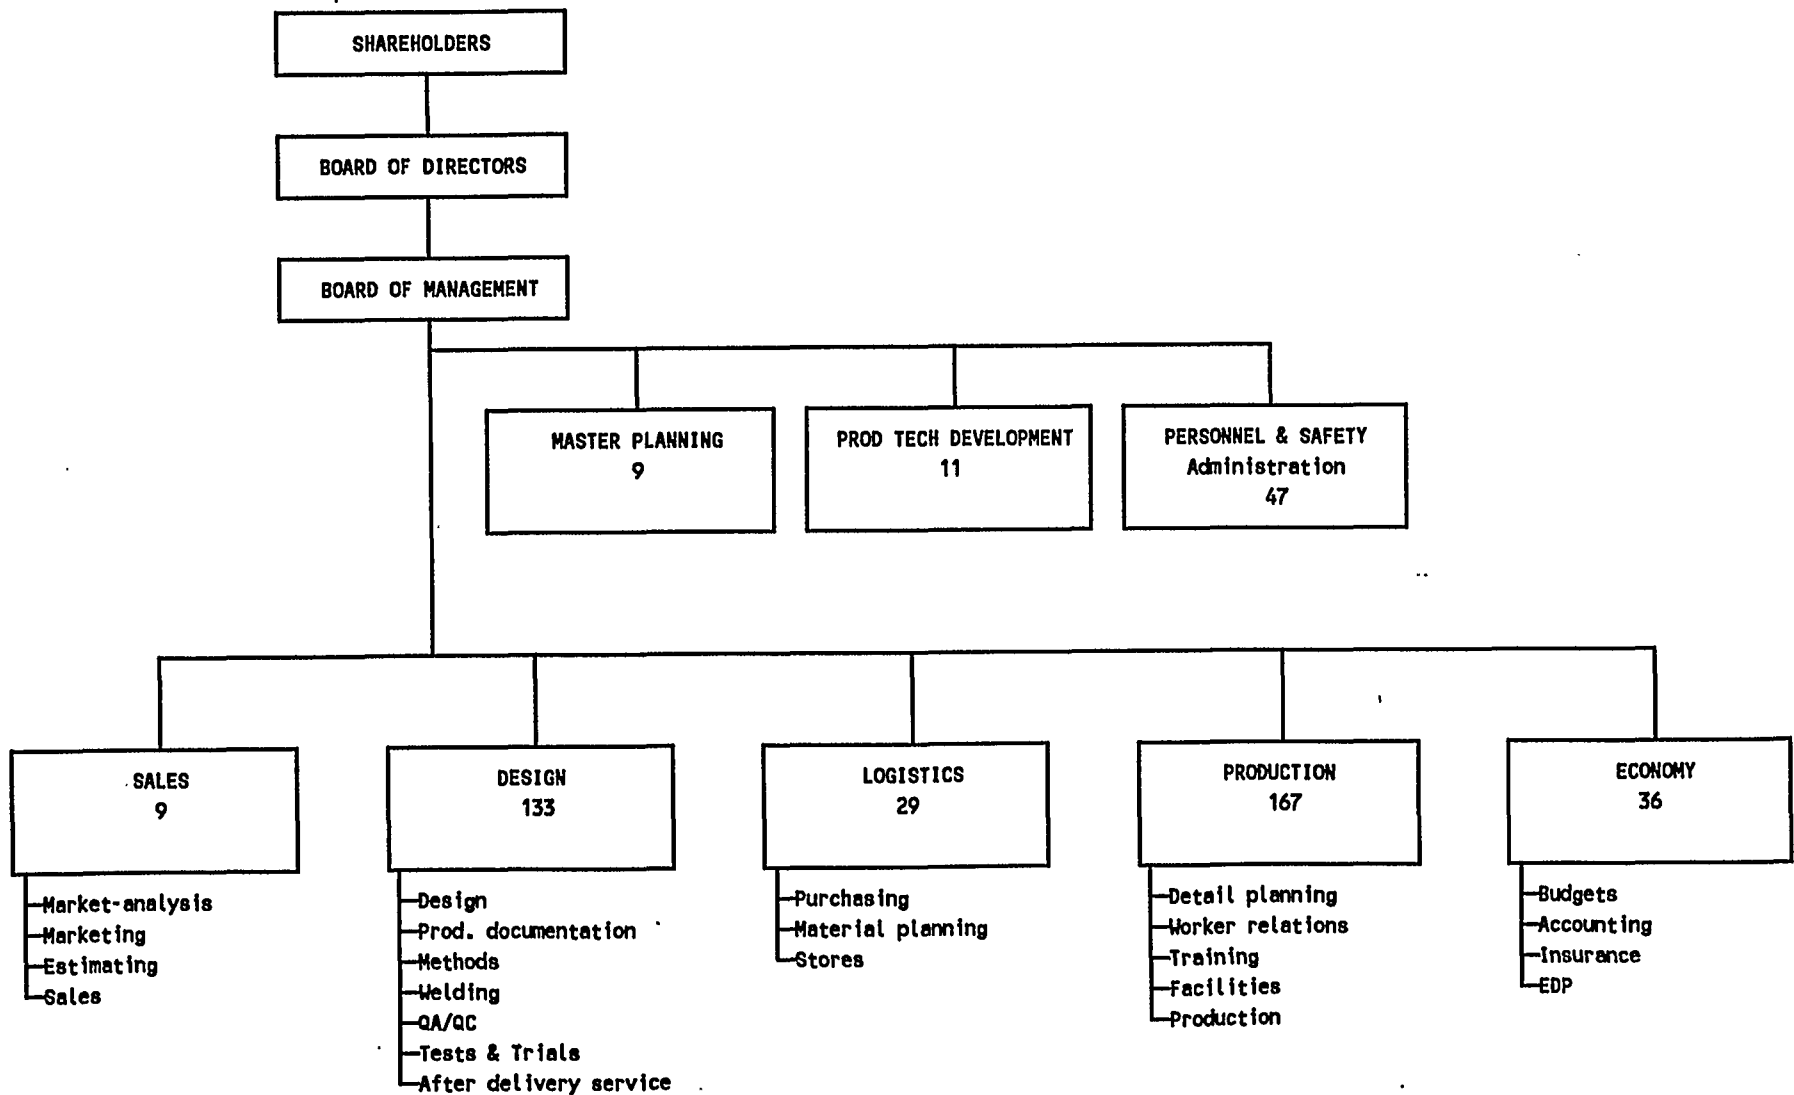 SHAREHOLDERS
BOARD OF DIRECTORS
BOARD OF MANAGEMENT
MASTER PLANNING
9
PROD TECH DEVELOPMENT
11
PERSONNEL & SAFETY
Administration
47
SALES
9
Market-analysis
Marketing
Estimating
Sales
DESIGN
133
Design
Prod. documentation
Methods
Welding
QA/QC
Tests & Trials
After delivery service
LOGISTICS
29
Purchasing
Material planning
Stores
PRODUCTION
167
Detail planning
Worker relations
Training
Facilities
Production
ECONOMY
36
Budgets
Accounting
Insurance
EDP